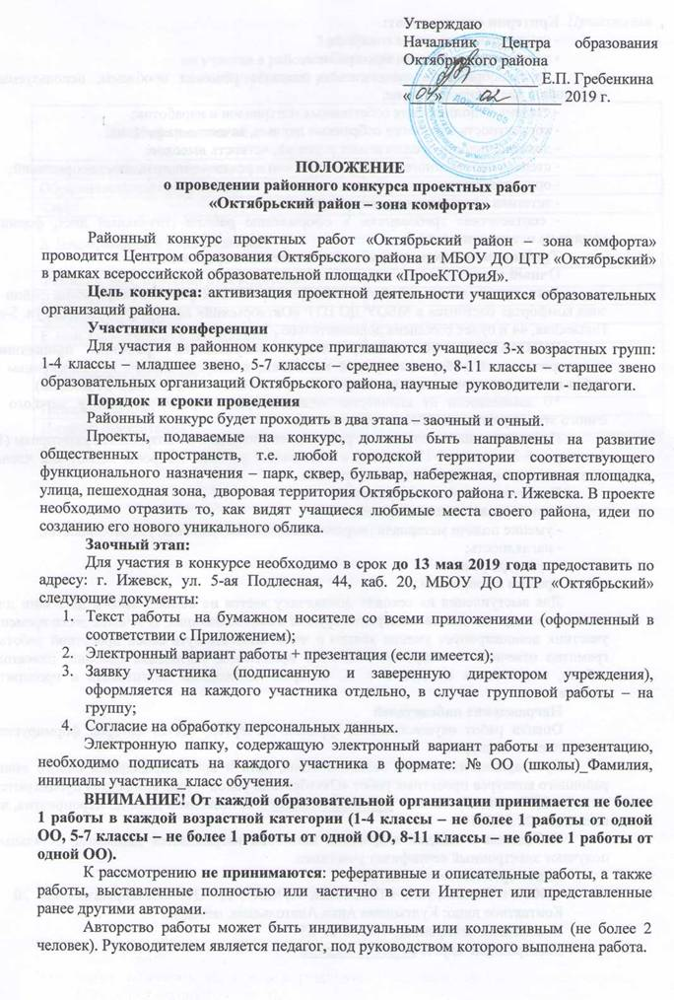 Утверждаю
Начальник Центра образования
Октябрьского района
Е.П. Гребенкина
« 04 » 02 2019 г.
ПОЛОЖЕНИЕ
о проведении районного конкурса проектных работ
«Октябрьский район – зона комфорта»
Районный конкурс проектных работ «Октябрьский район – зона комфорта»
проводится Центром образования Октябрьского района и МБОУ ДО ЦТР «Октябрьский»
в рамках всероссийской образовательной площадки «ПроеКТОриЯ».
Цель конкурса: активизация проектной деятельности учащихся образовательных
организаций района.
Участники конференции
Для участия в районном конкурсе приглашаются учащиеся 3-х возрастных групп:
1-4 классы – младшее звено, 5-7 классы – среднее звено, 8-11 классы – старшее звено
образовательных организаций Октябрьского района, научные руководители - педагоги.
Порядок и сроки проведения
Районный конкурс будет проходить в два этапа – заочный и очный.
Проекты, подаваемые на конкурс, должны быть направлены на развитие
общественных пространств, т.е. любой городской территории соответствующего
функционального назначения – парк, сквер, бульвар, набережная, спортивная площадка,
улица, пешеходная зона, дворовая территория Октябрьского района г. Ижевска. В проекте
необходимо отразить то, как видят учащиеся любимые места своего района, идеи по
созданию его нового уникального облика.
Заочный этап:
Для участия в конкурсе необходимо в срок до 13 мая 2019 года предоставить по
адресу: г. Ижевск, ул. 5-ая Подлесная, 44, каб. 20, МБОУ ДО ЦТР «Октябрьский»
следующие документы:
1. Текст работы на бумажном носителе со всеми приложениями (оформленный в
соответствии с Приложением);
2. Электронный вариант работы + презентация (если имеется);
3. Заявку участника (подписанную и заверенную директором учреждения),
оформляется на каждого участника отдельно, в случае групповой работы – на
группу;
4. Согласие на обработку персональных данных.
Электронную папку, содержащую электронный вариант работы и презентацию,
необходимо подписать на каждого участника в формате: № ОО (школы)_Фамилия,
инициалы участника_класс обучения.
ВНИМАНИЕ! От каждой образовательной организации принимается не более
1 работы в каждой возрастной категории (1-4 классы – не более 1 работы от одной
ОО, 5-7 классы – не более 1 работы от одной ОО, 8-11 классы – не более 1 работы от
одной ОО).
К рассмотрению не принимаются: реферативные и описательные работы, а также
работы, выставленные полностью или частично в сети Интернет или представленные
ранее другими авторами.
Авторство работы может быть индивидуальным или коллективным (не более 2
человек). Руководителем является педагог, под руководством которого выполнена работа.